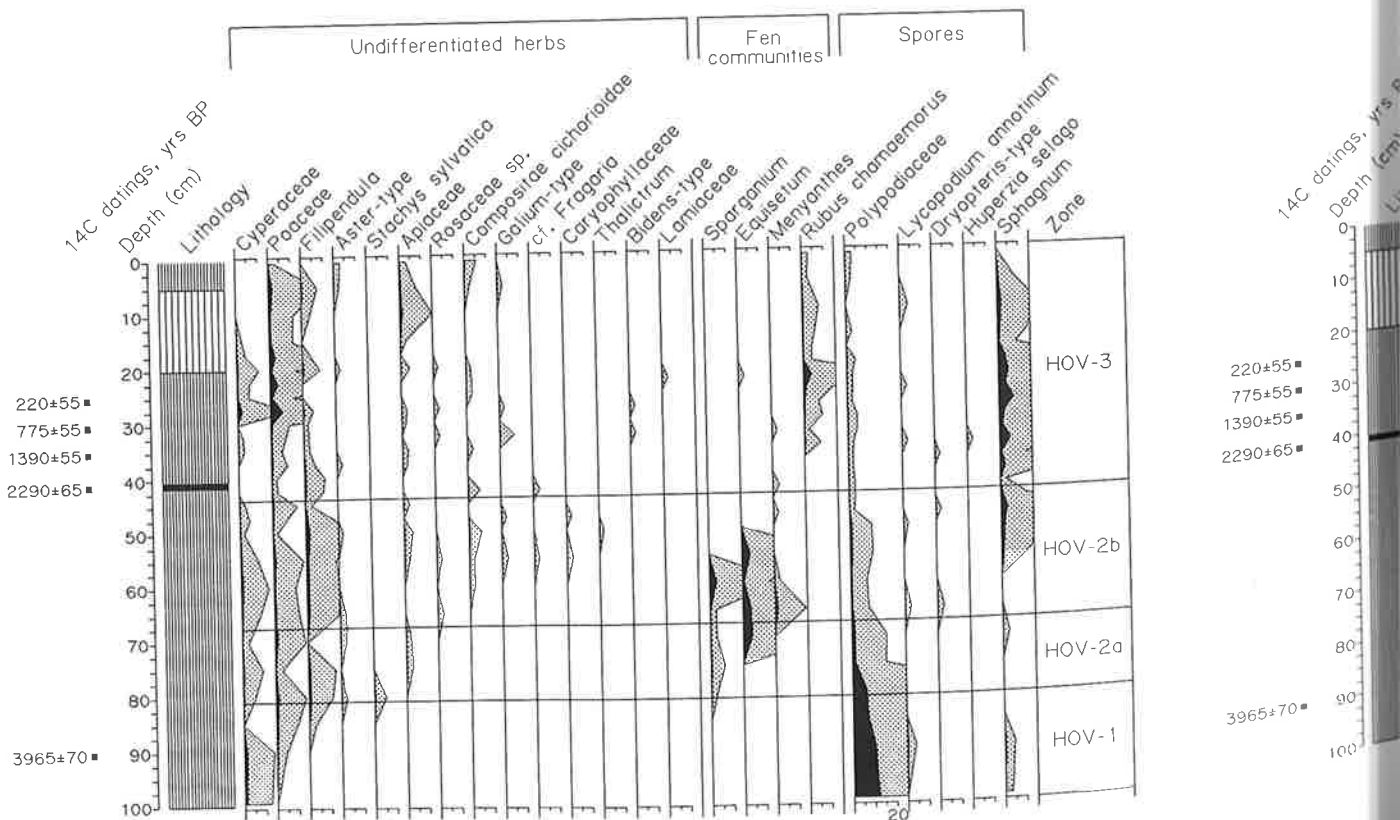 Undifferentiated herbs
Fen communities
Spores
14C datings, yrs BP
Depth (cm)
Lithology
Cyperaceae
Poaceae
Filipendula
Aster-type
Stachys sylvatica
Apiaceae
Rosaceae sp.
Compositae cichorioidae
Galium-type
cf. Fragaria
Caryophyllaceae
Thalictrum
Bidens-type
Lamiaceae
Sparganium
Equisetum
Menyanthes
Rubus chamaemorus
Polypodiaceae
Lycopodium annotinum
Dryopteris-type
Huperzia selago
Sphagnum
Zone
0
10
20
30
40
50
60
70
80
90
100
220±55
775±55
1390±55
2290±65
3965±70
HOV-3
HOV-2b
HOV-2a
HOV-1
20
14C datings, yrs
Depth (cm)
0
10
20
30
40
50
60
70
80
90
100
220±55
775±55
1390±55
2290±65
3965±70